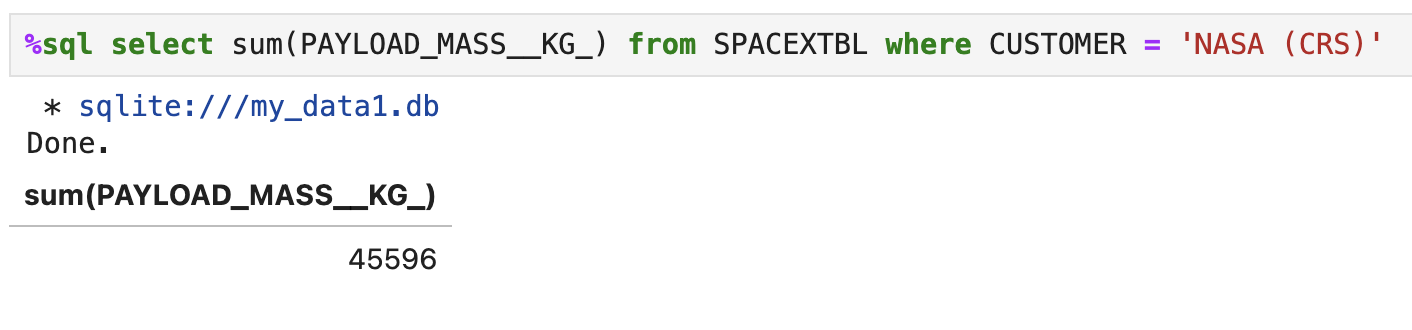 %sql select sum(PAYLOAD_MASS__KG_) from SPACEXTBL where CUSTOMER = 'NASA (CRS)'
* sqlite:///my_data1.db
Done.
sum(PAYLOAD_MASS__KG_)
45596